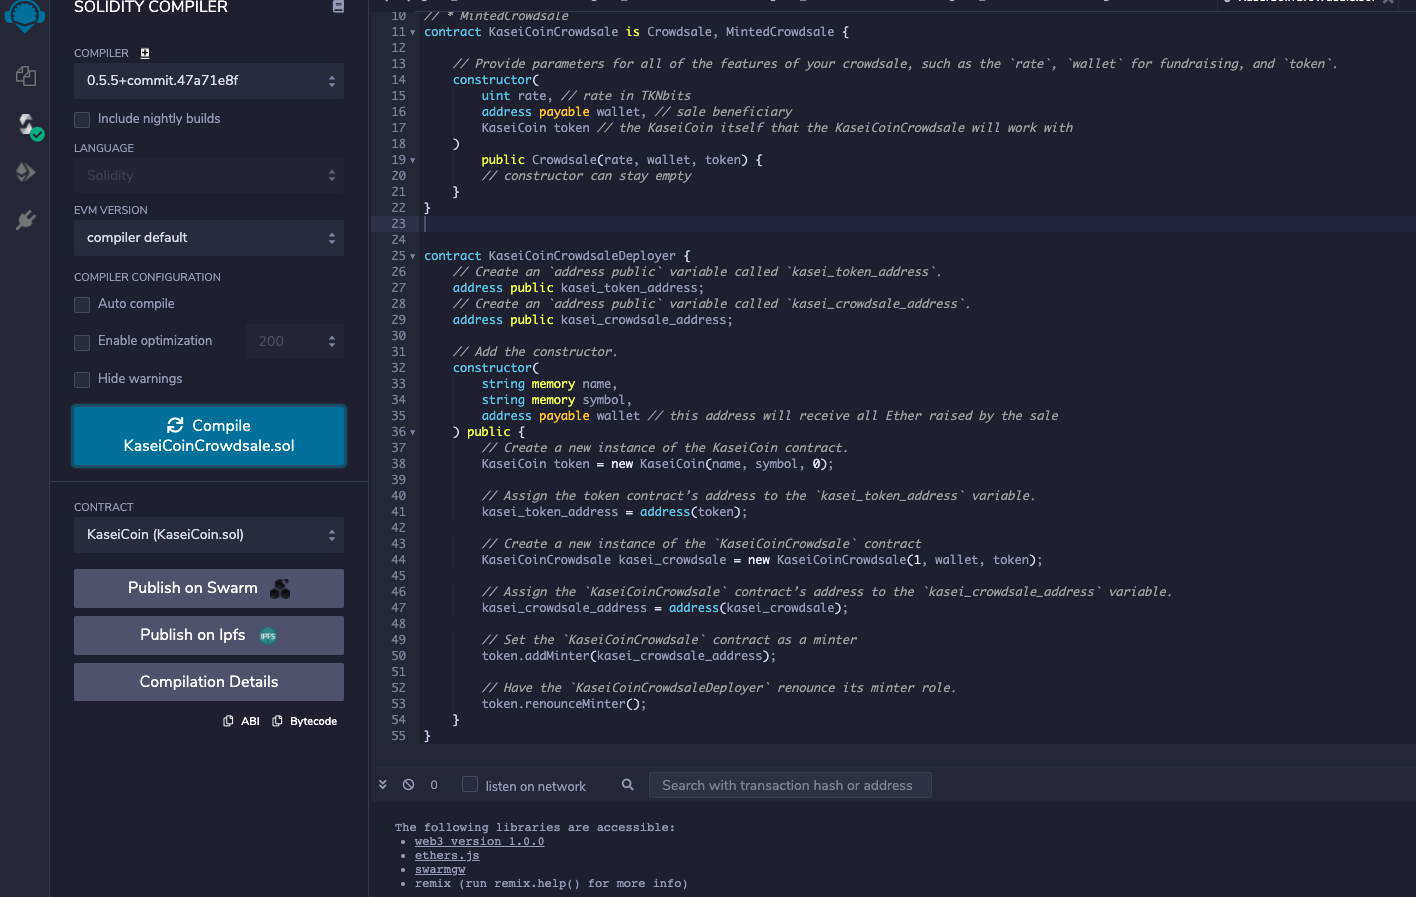 SOLIDITY COMPILER
COMPILER
0.5.5+commit.47a71e8f
Include nightly builds
LANGUAGE
Solidity
EVM VERSION
compiler default
COMPILER CONFIGURATION
Auto compile
Enable optimization
200
Hide warnings
Compile
KaseiCoinCrowdsale.sol
CONTRACT
KaseiCoin (KaseiCoin.sol)
Publish on Swarm
Publish on Ipfs IPFS
Compilation Details
ABI Bytecode
10 // * MintedCrowdsale
11 contract KaseiCoinCrowdsale is Crowdsale, MintedCrowdsale {
12
13 // Provide parameters for all of the features of your crowdsale, such as the `rate`, `wallet` for fundraising, and `token`.
14 constructor(
15 uint rate, // rate in TKNbits
16 address payable wallet, // sale beneficiary
17 KaseiCoin token // the KaseiCoin itself that the KaseiCoinCrowdsale will work with
18 )
19 public Crowdsale(rate, wallet, token) {
20 // constructor can stay empty
21 }
22 }
23
24
25 contract KaseiCoinCrowdsaleDeployer {
26 // Create an `address public` variable called `kasei_token_address`.
27 address public kasei_token_address;
28 // Create an `address public` variable called `kasei_crowdsale_address`.
29 address public kasei_crowdsale_address;
30
31 // Add the constructor.
32 constructor(
33 string memory name,
34 string memory symbol,
35 address payable wallet // this address will receive all Ether raised by the sale
36 ) public {
37 // Create a new instance of the KaseiCoin contract.
38 KaseiCoin token = new KaseiCoin(name, symbol, 0);
39
40 // Assign the token contract’s address to the `kasei_token_address` variable.
41 kasei_token_address = address(token);
42
43 // Create a new instance of the `KaseiCoinCrowdsale` contract
44 KaseiCoinCrowdsale kasei_crowdsale = new KaseiCoinCrowdsale(1, wallet, token);
45
46 // Assign the `KaseiCoinCrowdsale` contract’s address to the `kasei_crowdsale_address` variable.
47 kasei_crowdsale_address = address(kasei_crowdsale);
48
49 // Set the `KaseiCoinCrowdsale` contract as a minter
50 token.addMinter(kasei_crowdsale_address);
51
52 // Have the `KaseiCoinCrowdsaleDeployer` renounce its minter role.
53 token.renounceMinter();
54 }
55 }
0 listen on network Search with transaction hash or address
The following libraries are accessible:
• web3 version 1.0.0
• ethers.js
• swarmgw
• remix (run remix.help() for more info)